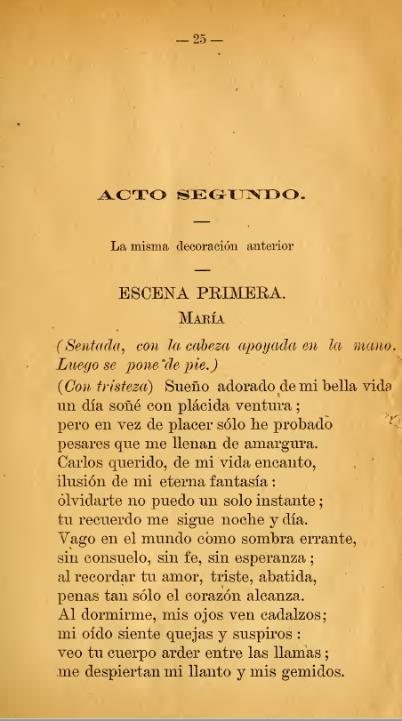 — 25 —
ACTO SEGUNDO.
La misma decoración anterior
ESCENA PRIMERA.
MARÍA
(Sentada, con la cabeza apoyada en la mano.
Luego se pone de pie.)
(Con tristeza) Sueño adorado de mi bella vida
un día soñé con plácida ventura ;
pero en vez de placer sólo he probado
pesares que me llenan de amargura.
Carlos querido, de mi vida encanto,
ilusión de mi eterna fantasía :
olvidarte no puedo un solo instante ;
tu recuerdo me sigue noche y día.
Vago en el mundo como sombra errante,
sin consuelo, sin fe, sin esperanza ;
al recordar tu amor, triste, abatida,
penas tan sólo el corazón alcanza.
Al dormirme, mis ojos ven cadalzos;
mi oído siente quejas y suspiros :
veo tu cuerpo arder entre las llamas ;
me despiertan mi llanto y mis gemidos.